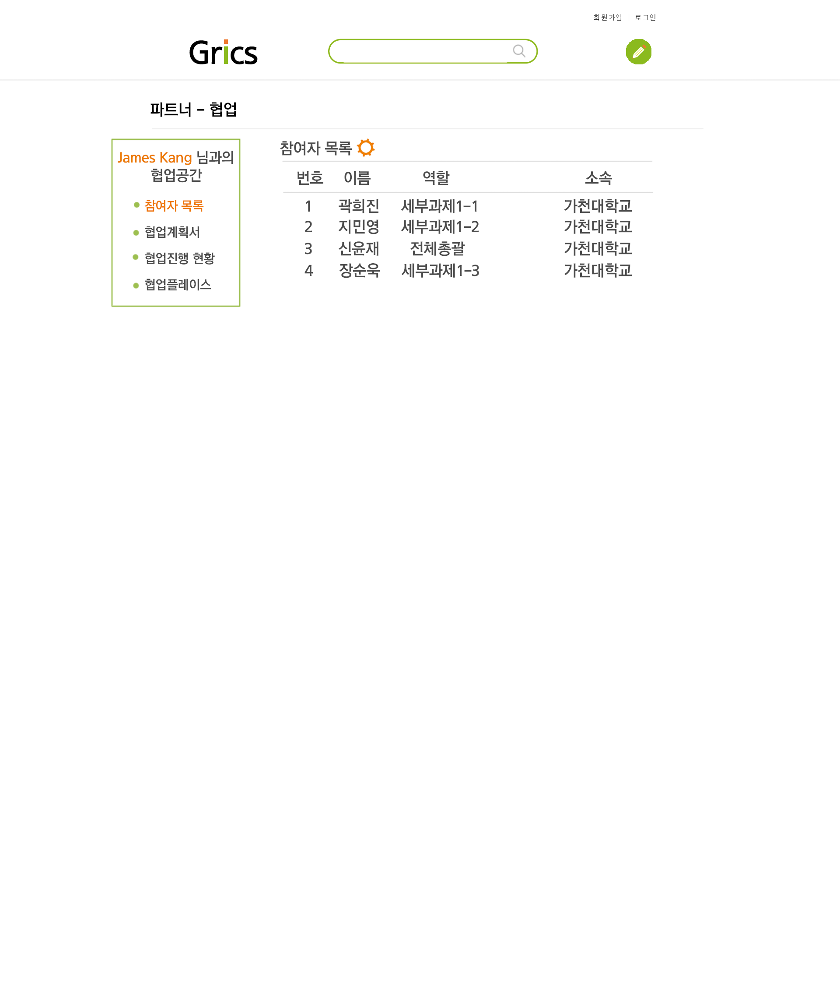 회원가입 로그인
Grics
파트너 - 협업
James Kang 님과의
협업공간
참여자 목록
협업계획서
협업진행 현황
협업플레이스
참여자 목록
번호 이름 역할 소속
1 곽희진 세부과제1-1 가천대학교
2 지민영 세부과제1-2 가천대학교
3 신윤재 전체총괄 가천대학교
4 장순욱 세부과제1-3 가천대학교